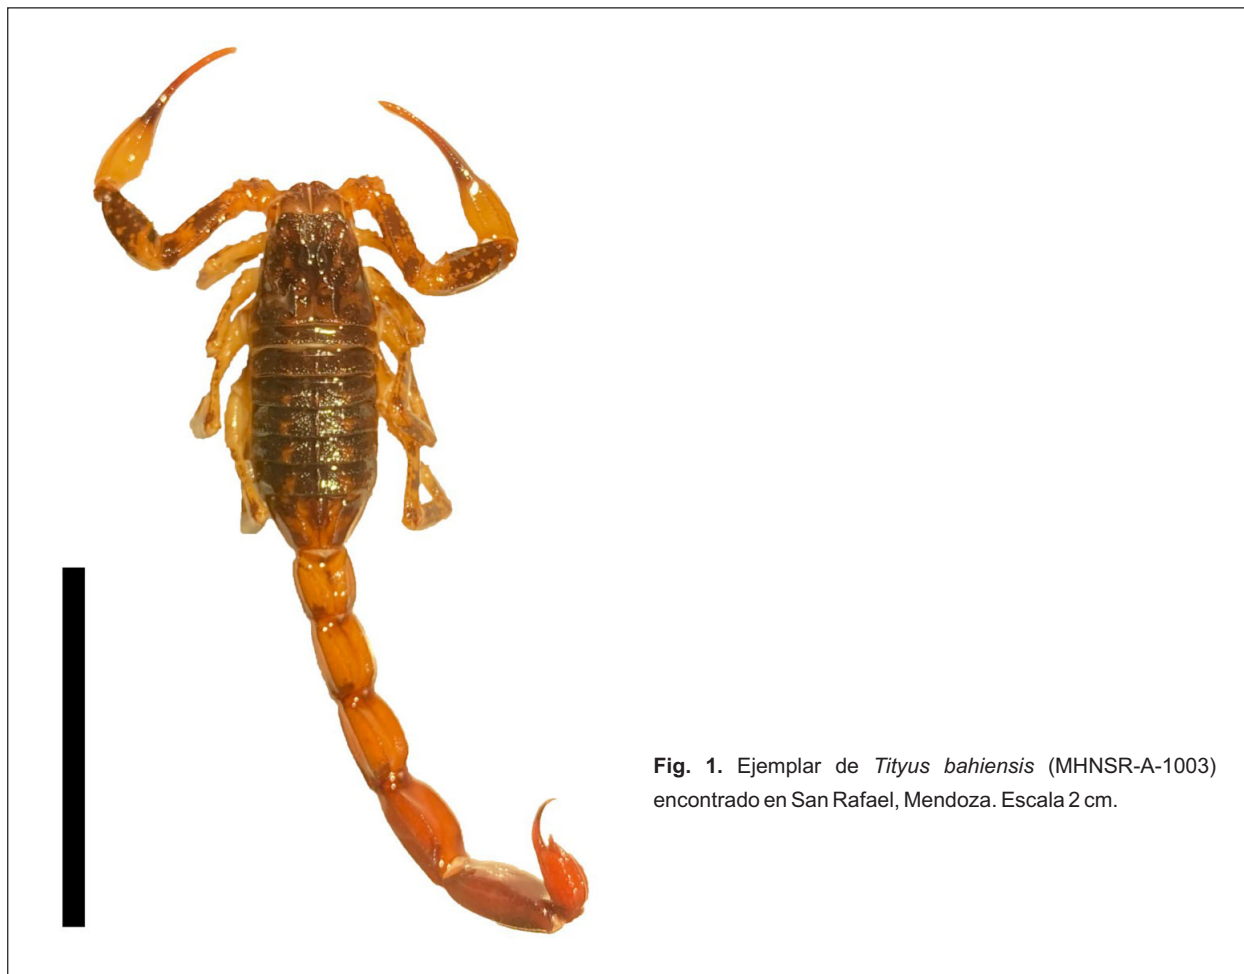 Fig. 1. Ejemplar de Tityus bahiensis (MHNSR-A-1003)
encontrado en San Rafael, Mendoza. Escala 2 cm.